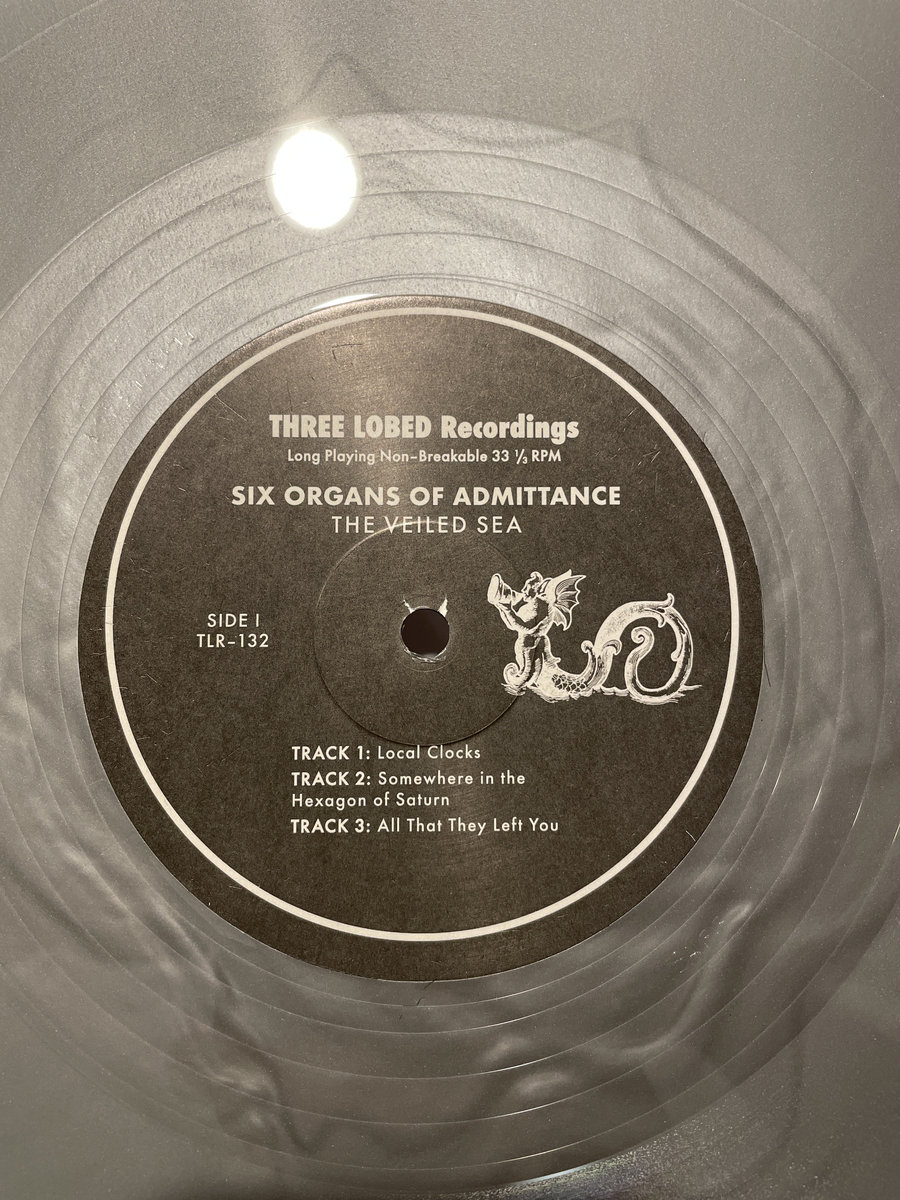 THREE LOBED Recordings
Long Playing Non-Breakable 33 ⅓ RPM
SIX ORGANS OF ADMITTANCE
THE VEILED SEA
SIDE I
TLR-132
TRACK 1: Local Clocks
TRACK 2: Somewhere in the
Hexagon of Saturn
TRACK 3: All That They Left You